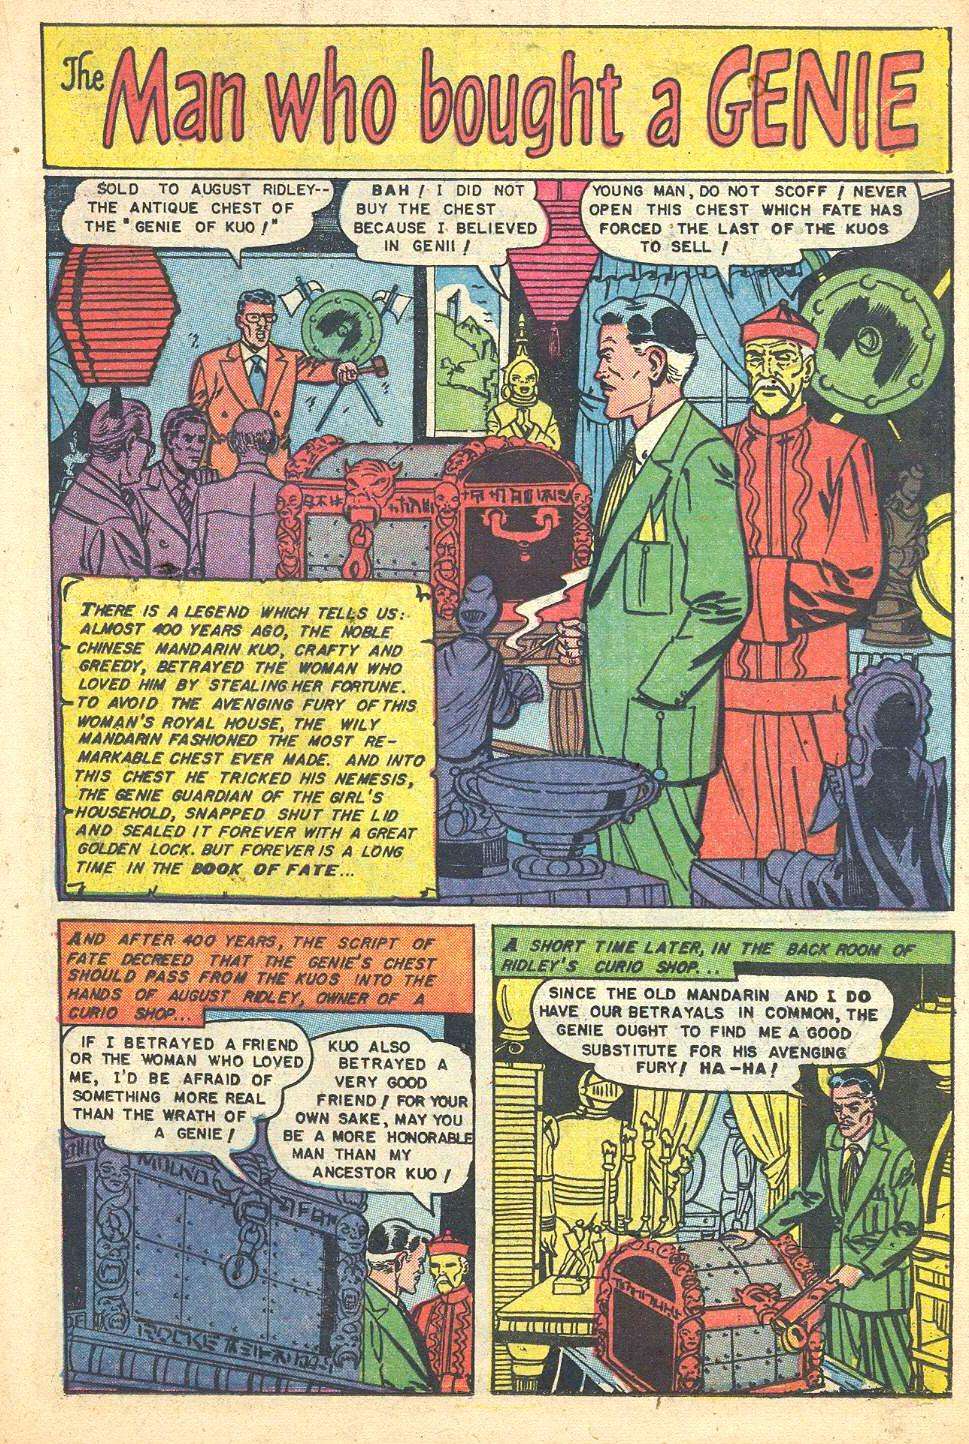 The Man who bought a GENIE
SOLD TO AUGUST RIDLEY--
THE ANTIQUE CHEST OF
THE "GENIE OF KUO!"
BAH! I DID NOT
BUY THE CHEST
BECAUSE I BELIEVED
IN GENII!
YOUNG MAN, DO NOT SCOFF! NEVER
OPEN THIS CHEST WHICH FATE HAS
FORCED THE LAST OF THE KUOS
TO SELL!
THERE IS A LEGEND WHICH TELLS US:
ALMOST 400 YEARS AGO, THE NOBLE
CHINESE MANDARIN KUO, CRAFTY AND
GREEDY, BETRAYED THE WOMAN WHO
LOVED HIM BY STEALING HER FORTUNE.
TO AVOID THE AVENGING FURY OF THIS
WOMAN'S ROYAL HOUSE, THE WILY
MANDARIN FASHIONED THE MOST RE-
MARKABLE CHEST EVER MADE. AND INTO
THIS CHEST HE TRICKED HIS NEMESIS,
THE GENIE GUARDIAN OF THE GIRL'S
HOUSEHOLD, SNAPPED SHUT THE LID
AND SEALED IT FOREVER WITH A GREAT
GOLDEN LOCK. BUT FOREVER IS A LONG
TIME IN THE BOOK OF FATE...
AND AFTER 400 YEARS, THE SCRIPT OF
FATE DECREED THAT THE GENIE'S CHEST
SHOULD PASS FROM THE KUOS INTO THE
HANDS OF AUGUST RIDLEY, OWNER OF A
CURIO SHOP...
IF I BETRAYED A FRIEND
OR THE WOMAN WHO LOVED
ME, I'D BE AFRAID OF
SOMETHING MORE REAL
THAN THE WRATH OF
A GENIE!
KUO ALSO
BETRAYED A
VERY GOOD
FRIEND! FOR YOUR
OWN SAKE, MAY YOU
BE A MORE HONORABLE
MAN THAN MY
ANCESTOR KUO!
A SHORT TIME LATER, IN THE BACK ROOM OF
RIDLEY'S CURIO SHOP...
SINCE THE OLD MANDARIN AND I DO
HAVE OUR BETRAYALS IN COMMON, THE
GENIE OUGHT TO FIND ME A GOOD
SUBSTITUTE FOR HIS AVENGING
FURY! HA-HA!